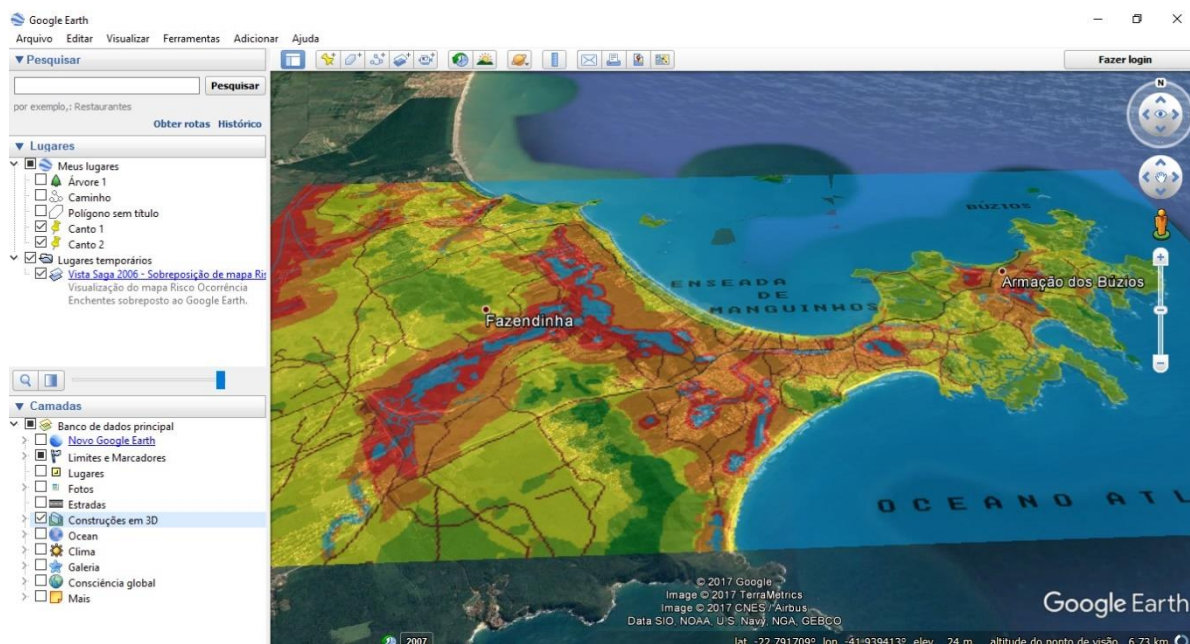 Google Earth
Arquivo Editar Visualizar Ferramentas Adicionar Ajuda
Pesquisar
Fazer login
Pesquisar
por exemplo,: Restaurantes
Obter rotas Histórico
Lugares
Meus lugares
Árvore 1
Caminho
Polígono sem título
Canto 1
Canto 2
Lugares temporários
Vista Saga 2006 - Sobreposição de mapa Ris
Visualização do mapa Risco Ocorrência
Enchentes sobreposto ao Google Earth.
Camadas
Banco de dados principal
Novo Google Earth
Limites e Marcadores
Lugares
Fotos
Estradas
Construções em 3D
Ocean
Clima
Galeria
Consciência global
Mais
N
BÚZIOS
Armação dos Búzios
ENSEADA
DE
MANGUINHOS
Fazendinha
OCEANO ATL
© 2017 Google
Image © 2017 TerraMetrics
Image © 2017 CNES / Airbus
Data SIO, NOAA, U.S. Navy, NGA, GEBCO
Google Earth
2007
lat -22.791709° lon -41.939413° elev 24 m altitude do ponto de visão 6.73 km